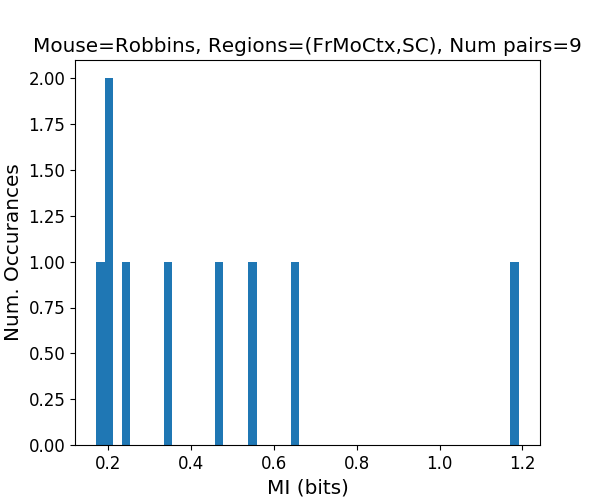 Mouse=Robbins, Regions=(FrMoCtx,SC), Num pairs=9
2.00
1.75
1.50
1.25
1.00
0.75
0.50
0.25
0.00
Num. Occurances
0.2 0.4 0.6 0.8 1.0 1.2
MI (bits)